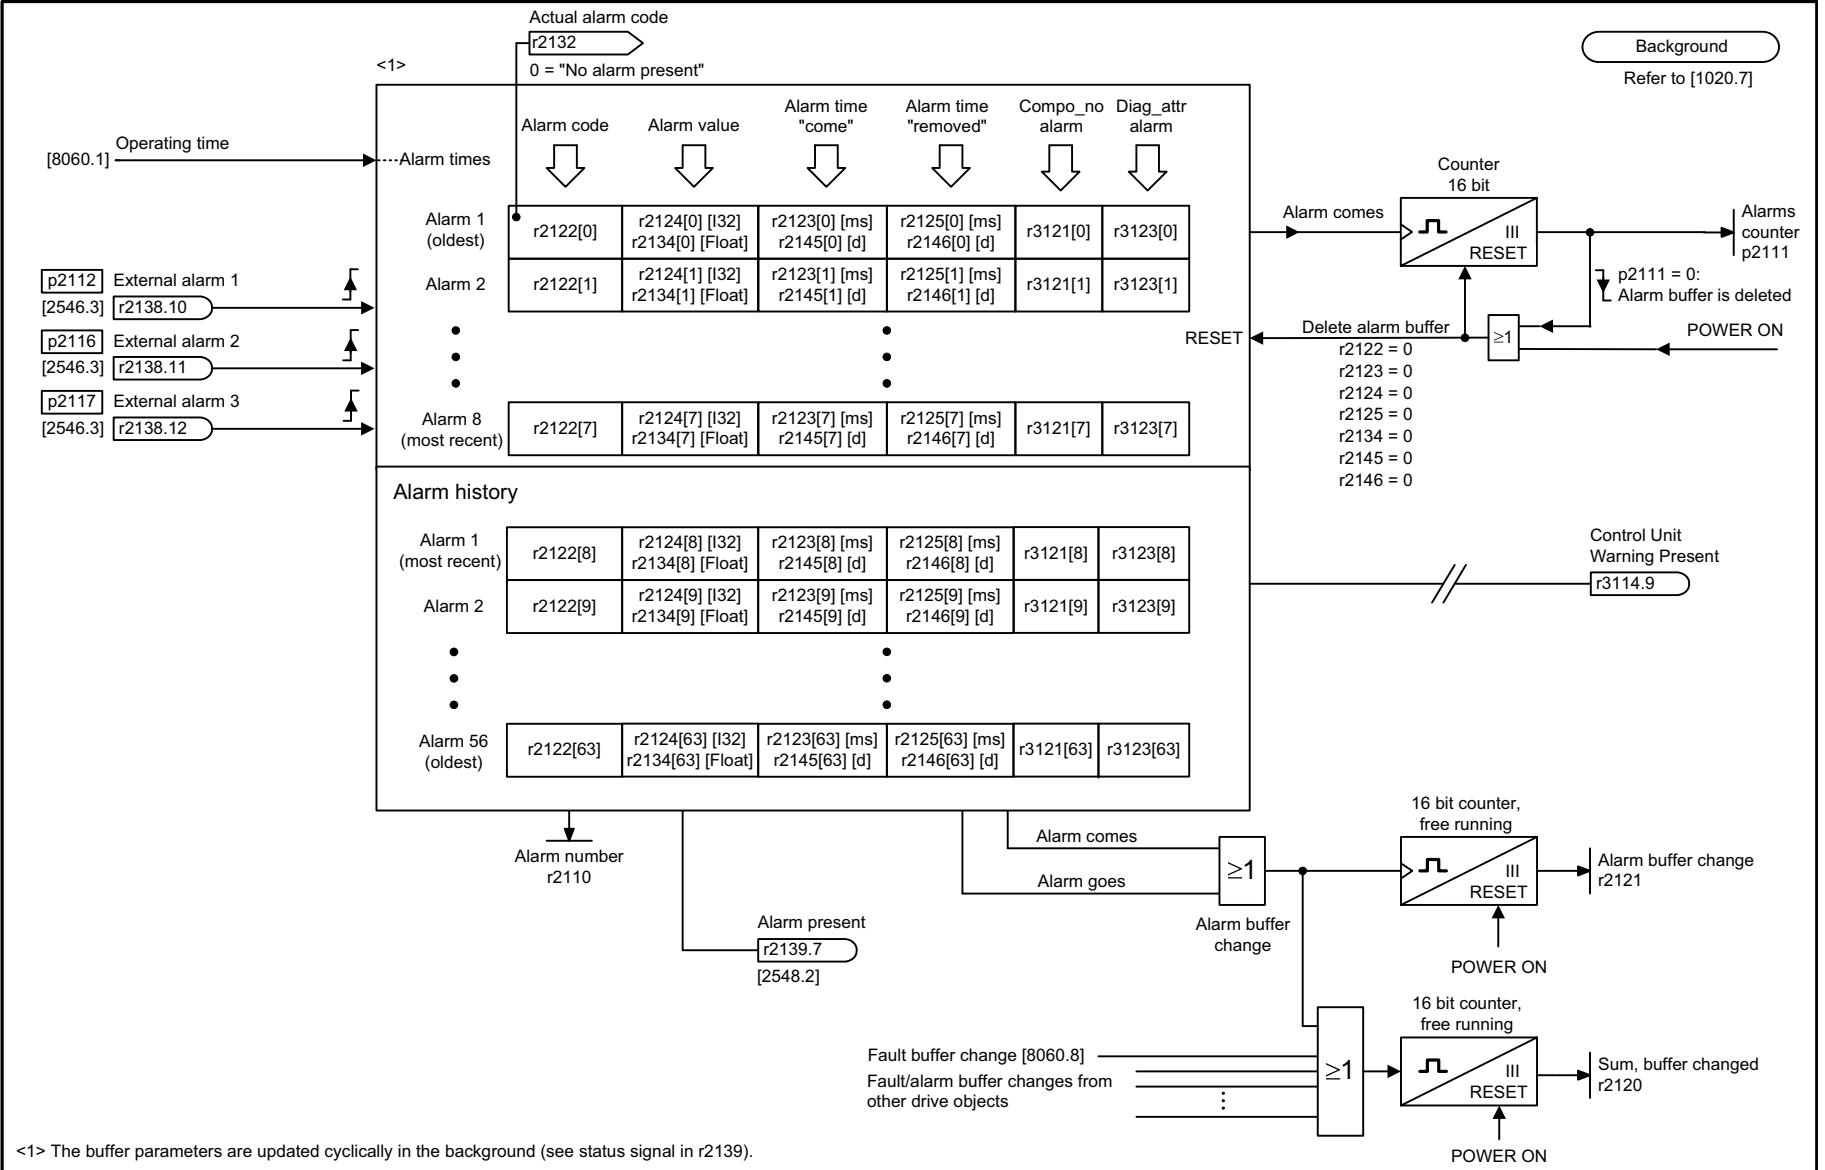 Actual alarm code
r2132
0 = "No alarm present"
<1>
Background
Refer to [1020.7]
Alarm code
Alarm value
Alarm time
"come"
Alarm time
"removed"
Compo_no
alarm
Diag_attr
alarm
[8060.1]
Operating time
Alarm times
Alarm 1
(oldest)
r2122[0]
r2124[0] [I32]
r2134[0] [Float]
r2123[0] [ms]
r2145[0] [d]
r2125[0] [ms]
r2146[0] [d]
r3121[0]
r3123[0]
Alarm 2
r2122[1]
r2124[1] [I32]
r2134[1] [Float]
r2123[1] [ms]
r2145[1] [d]
r2125[1] [ms]
r2146[1] [d]
r3121[1]
r3123[1]
Alarm 8
(most recent)
r2122[7]
r2124[7] [I32]
r2134[7] [Float]
r2123[7] [ms]
r2145[7] [d]
r2125[7] [ms]
r2146[7] [d]
r3121[7]
r3123[7]
p2112
External alarm 1
[2546.3]
r2138.10
p2116
External alarm 2
[2546.3]
r2138.11
p2117
External alarm 3
[2546.3]
r2138.12
Alarm comes
Counter
16 bit
III
RESET
Alarms
counter
p2111
p2111 = 0:
Alarm buffer is deleted
POWER ON
≥1
RESET
Delete alarm buffer
r2122 = 0
r2123 = 0
r2124 = 0
r2125 = 0
r2134 = 0
r2145 = 0
r2146 = 0
Alarm history
Alarm 1
(most recent)
r2122[8]
r2124[8] [I32]
r2134[8] [Float]
r2123[8] [ms]
r2145[8] [d]
r2125[8] [ms]
r2146[8] [d]
r3121[8]
r3123[8]
Alarm 2
r2122[9]
r2124[9] [I32]
r2134[9] [Float]
r2123[9] [ms]
r2145[9] [d]
r2125[9] [ms]
r2146[9] [d]
r3121[9]
r3123[9]
Alarm 56
(oldest)
r2122[63]
r2124[63] [I32]
r2134[63] [Float]
r2123[63] [ms]
r2145[63] [d]
r2125[63] [ms]
r2146[63] [d]
r3121[63]
r3123[63]
Control Unit
Warning Present
r3114.9
Alarm number
r2110
Alarm present
r2139.7
[2548.2]
Alarm comes
Alarm goes
≥1
Alarm buffer
change
16 bit counter,
free running
III
RESET
POWER ON
Alarm buffer change
r2121
Fault buffer change [8060.8]
Fault/alarm buffer changes from
other drive objects
≥1
16 bit counter,
free running
III
RESET
POWER ON
Sum, buffer changed
r2120
<1> The buffer parameters are updated cyclically in the background (see status signal in r2139).